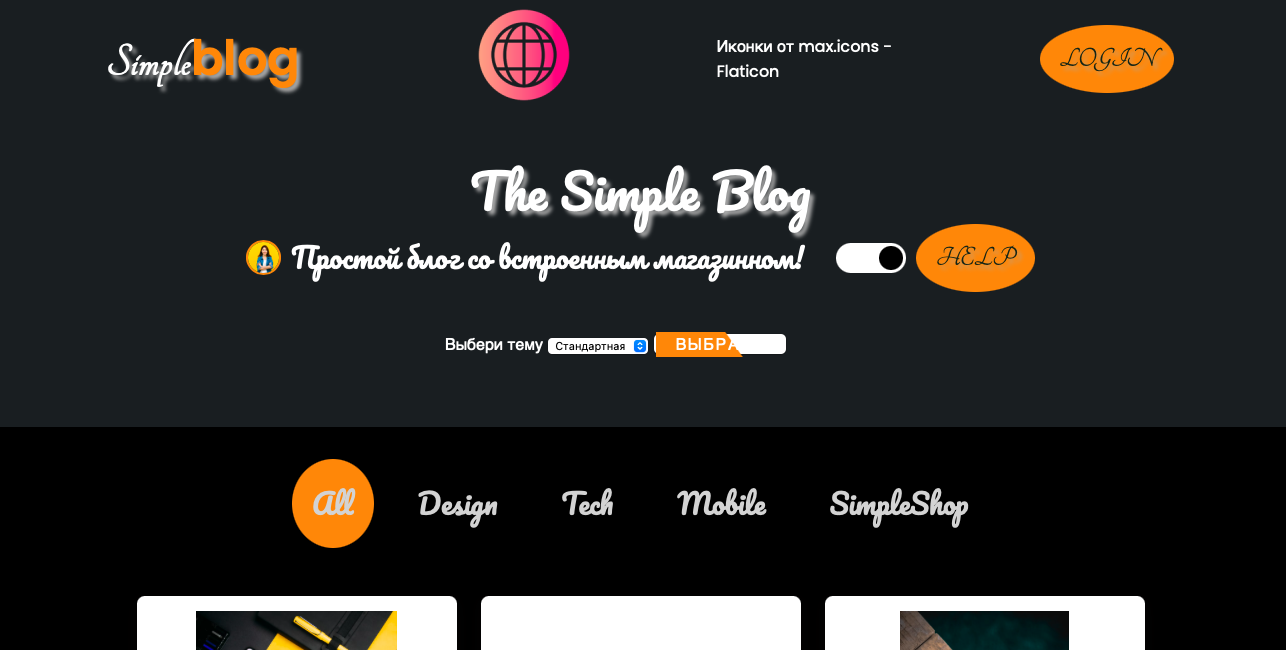 Simpleblog
Иконки от max.icons -
Flaticon
LOGIN
The Simple Blog
Простой блог со встроенным магазинном!
HELP
Выбери тему Стандартная ВЫБРА
All Design Tech Mobile SimpleShop